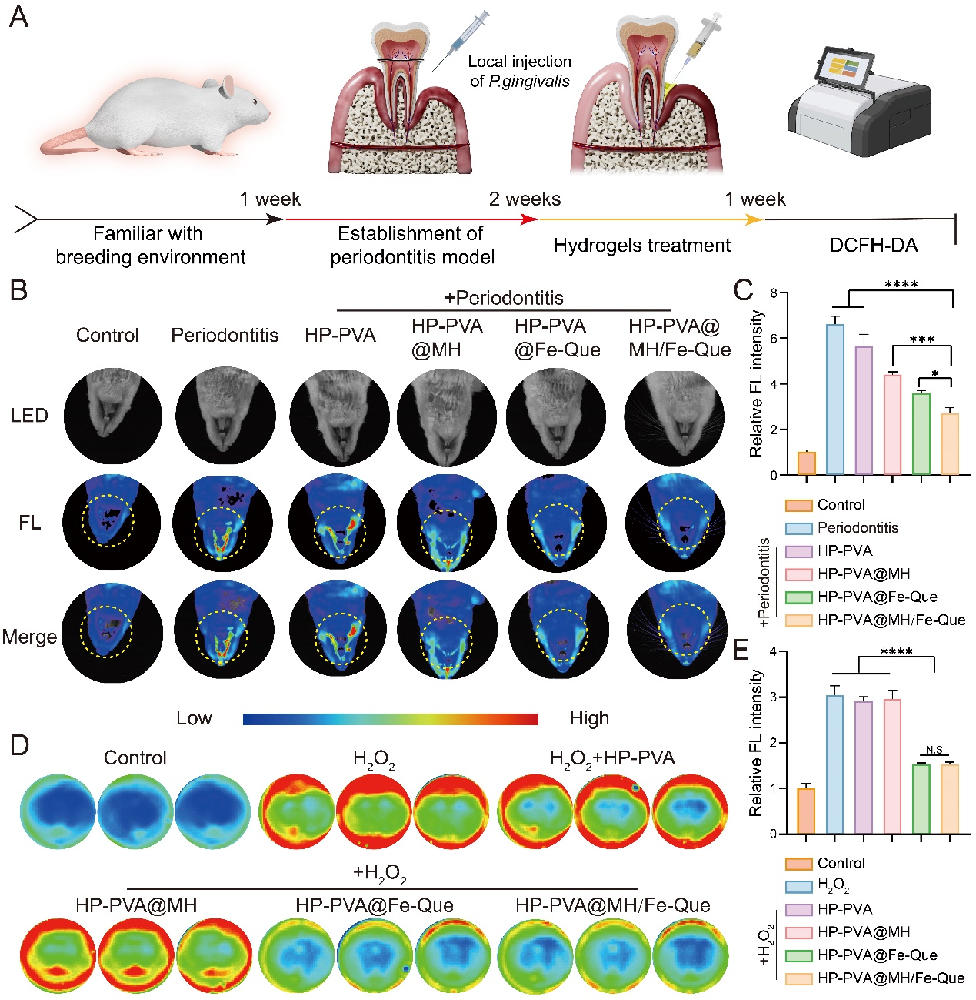 A
Local injection
of P.gingivalis
1 week
2 weeks
1 week
Familiar with
breeding environment
Establishment of
periodontitis model
Hydrogels treatment
DCFH-DA
B
+Periodontitis
Control
Periodontitis
HP-PVA
HP-PVA
@MH
HP-PVA
@Fe-Que
HP-PVA@
MH/Fe-Que
LED
FL
Merge
Low
High
C
Relative FL intensity
8
6
4
2
0
****
***
*
Control
Periodontitis
HP-PVA
HP-PVA@MH
HP-PVA@Fe-Que
HP-PVA@MH/Fe-Que
+Periodontitis
D
Control
H₂O₂
H₂O₂+HP-PVA
+H₂O₂
HP-PVA@MH
HP-PVA@Fe-Que
HP-PVA@MH/Fe-Que
E
Relative FL intensity
4
3
2
1
0
****
N.S
Control
H₂O₂
HP-PVA
HP-PVA@MH
HP-PVA@Fe-Que
HP-PVA@MH/Fe-Que
+H₂O₂